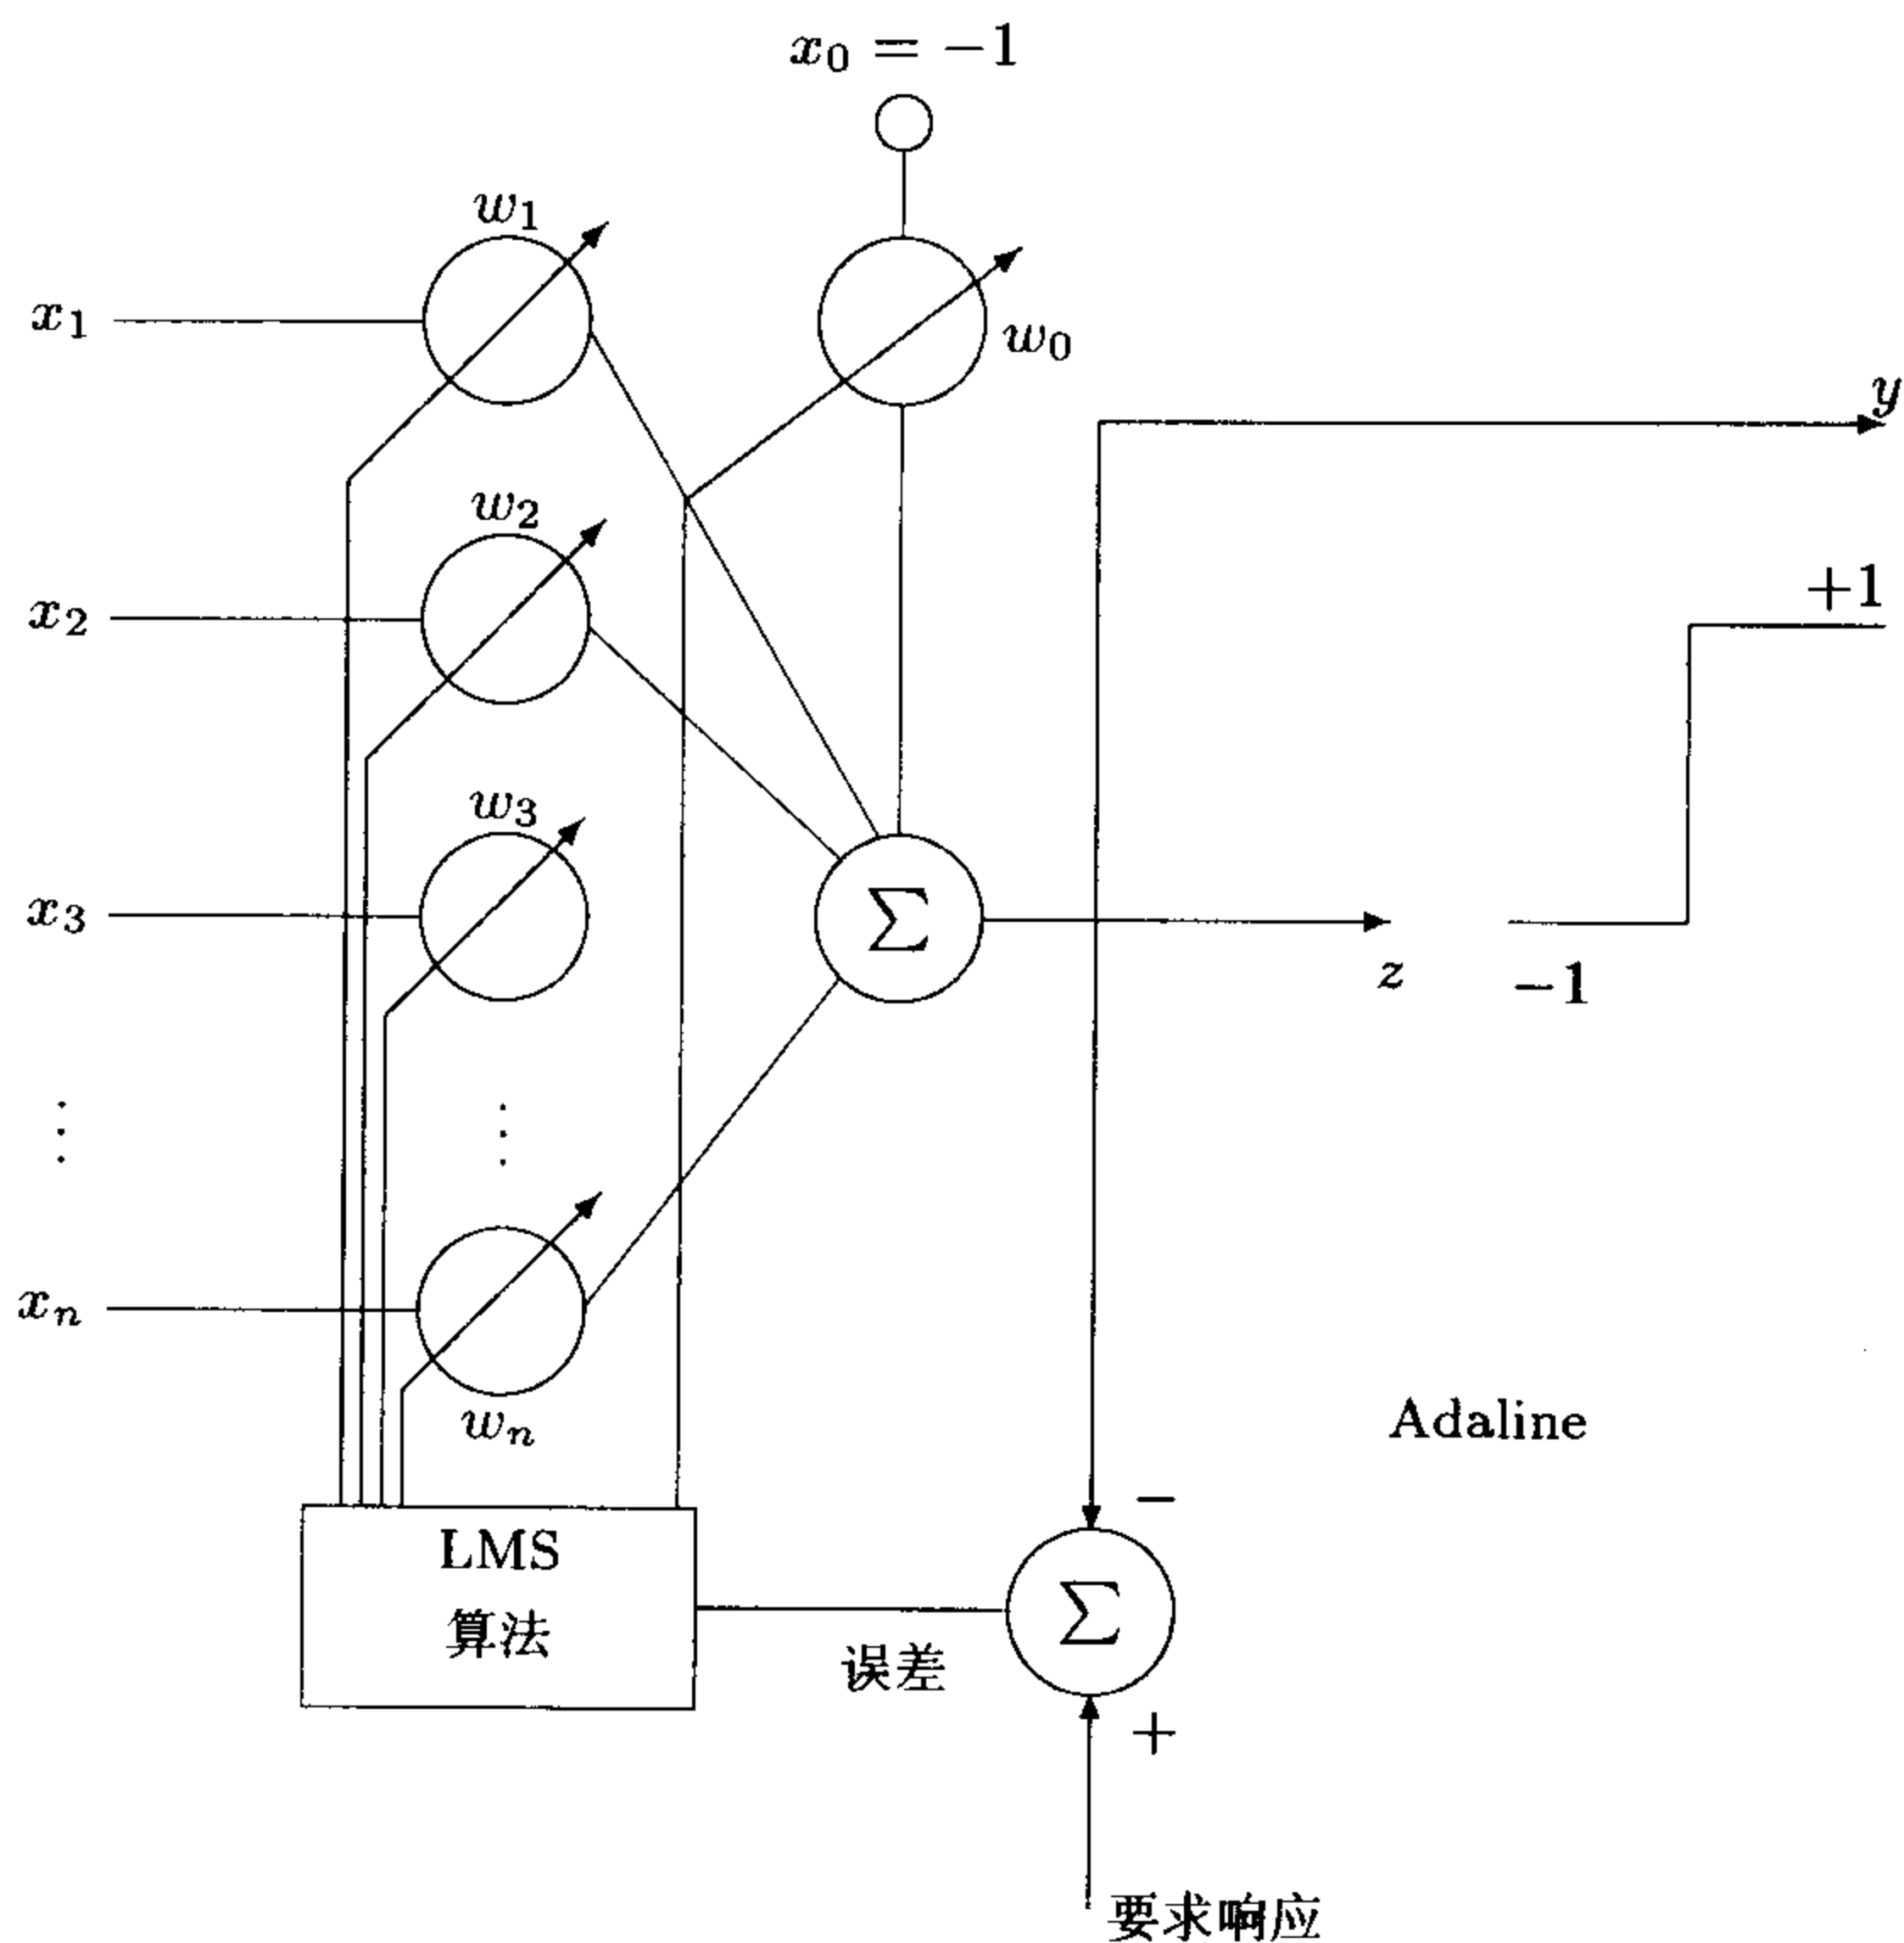 x₀ = −1
w₁
x₁
w₀
y
w₂
x₂
+1
w₃
x₃
Σ
z
−1
⋮
⋮
xₙ
wₙ
Adaline
−
LMS
算法
Σ
误差
+
要求响应